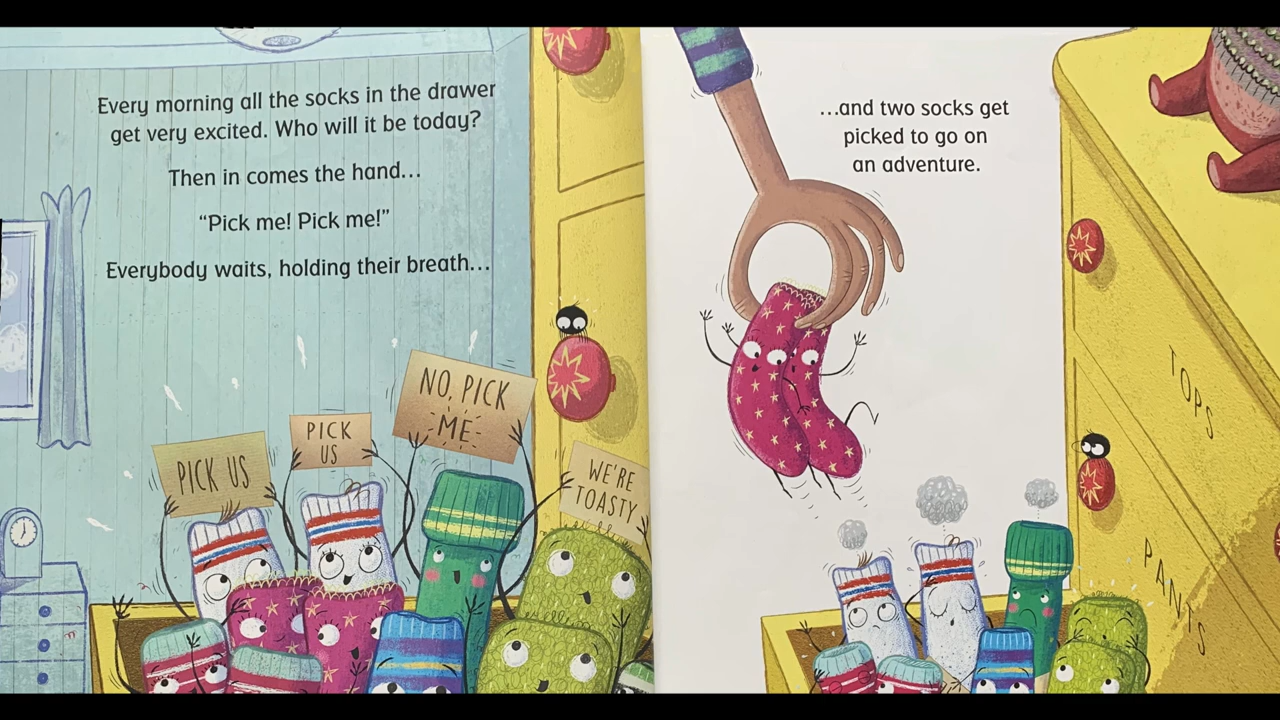 Every morning all the socks in the drawer
get very excited. Who will it be today?
Then in comes the hand...
“Pick me! Pick me!”
Everybody waits, holding their breath...
PICK US
PICK
US
NO, PICK
ME
WE'RE
TOASTY
...and two socks get
picked to go on
an adventure.
TOPS
PANTS